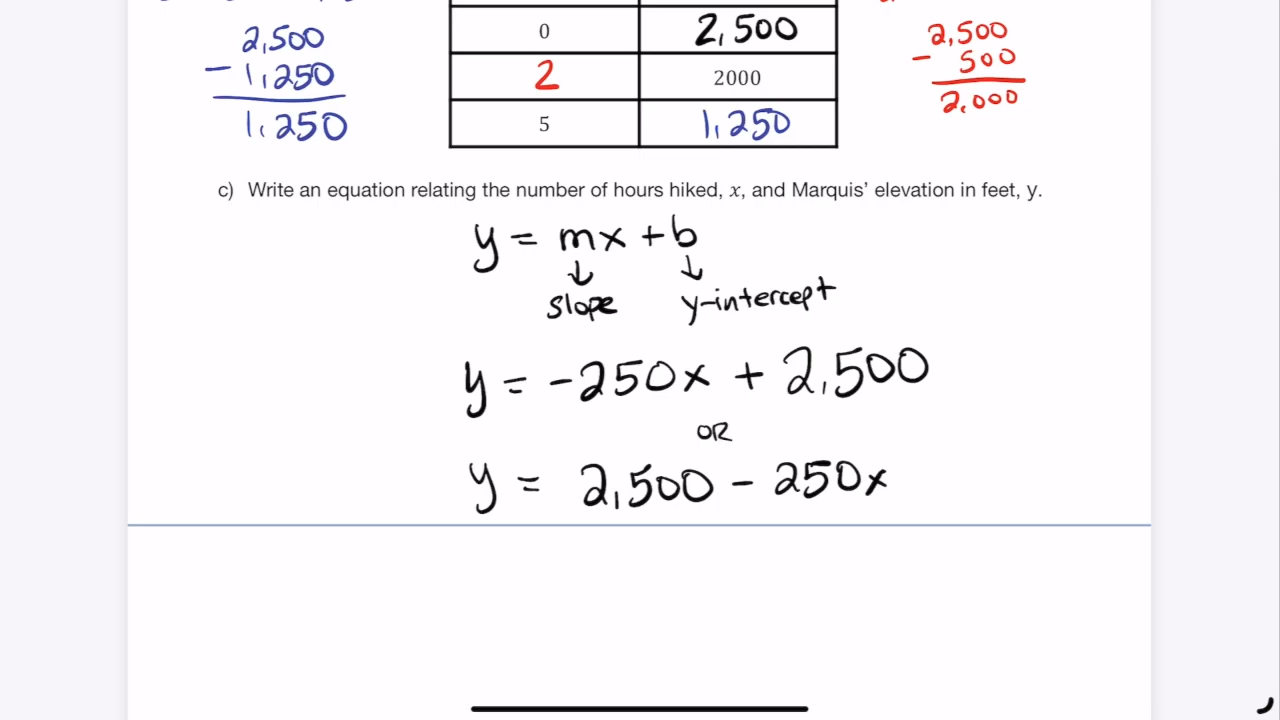 2,500
- 1,250
1,250
0 2,500
2 2000
5 1,250
2,500
- 500
2,000
c) Write an equation relating the number of hours hiked, x, and Marquis’ elevation in feet, y.
y = mx + b
↓ ↓
slope y-intercept
y = -250x + 2,500
OR
y = 2,500 - 250x